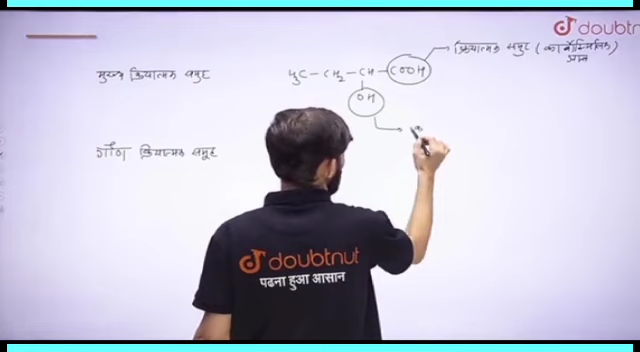 doubtnut
क्रियात्मक समूह (कार्बोक्सिलिक
अम्ल
मुख्य क्रियात्मक समूह
H3C - CH2 - CH - COOH
OH
गौण क्रियात्मक समूह
doubtnut
पढना हुआ आसान